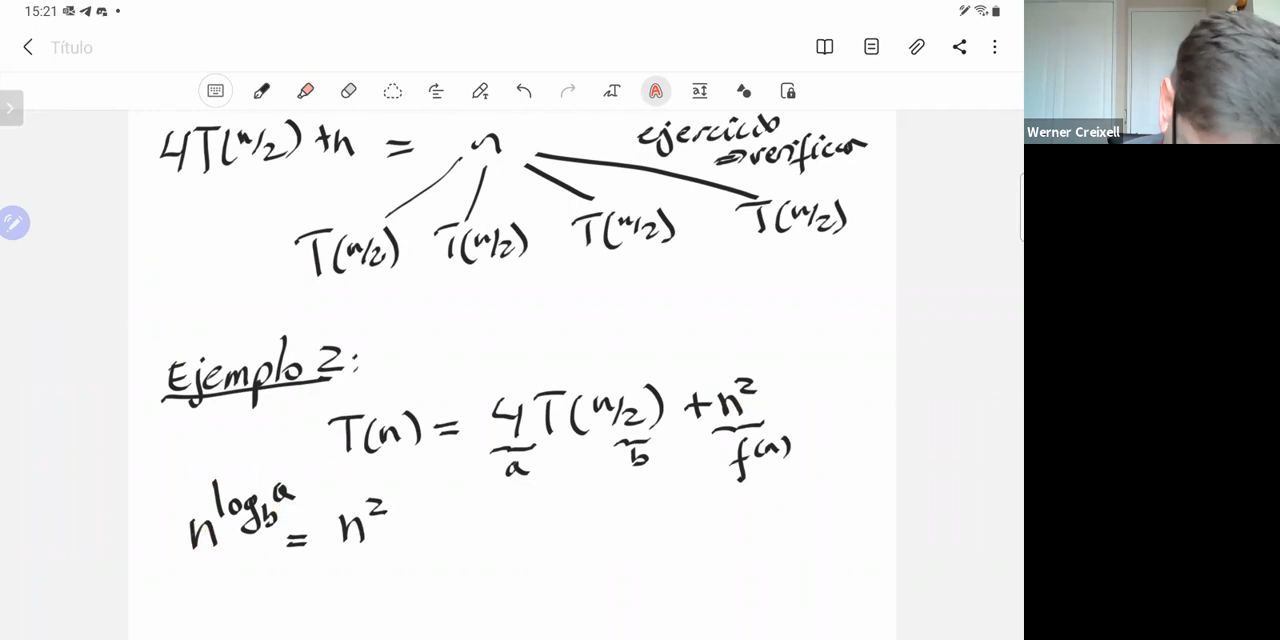 15:21
Título
4T(n/2) + n = n
ejercicio
⇒ verificar
T(n/2) T(n/2) T(n/2) T(n/2)
Ejemplo 2:
T(n) = 4T(n/2) + n²
a b f(n)
n^log_b a = n²
Werner Creixell